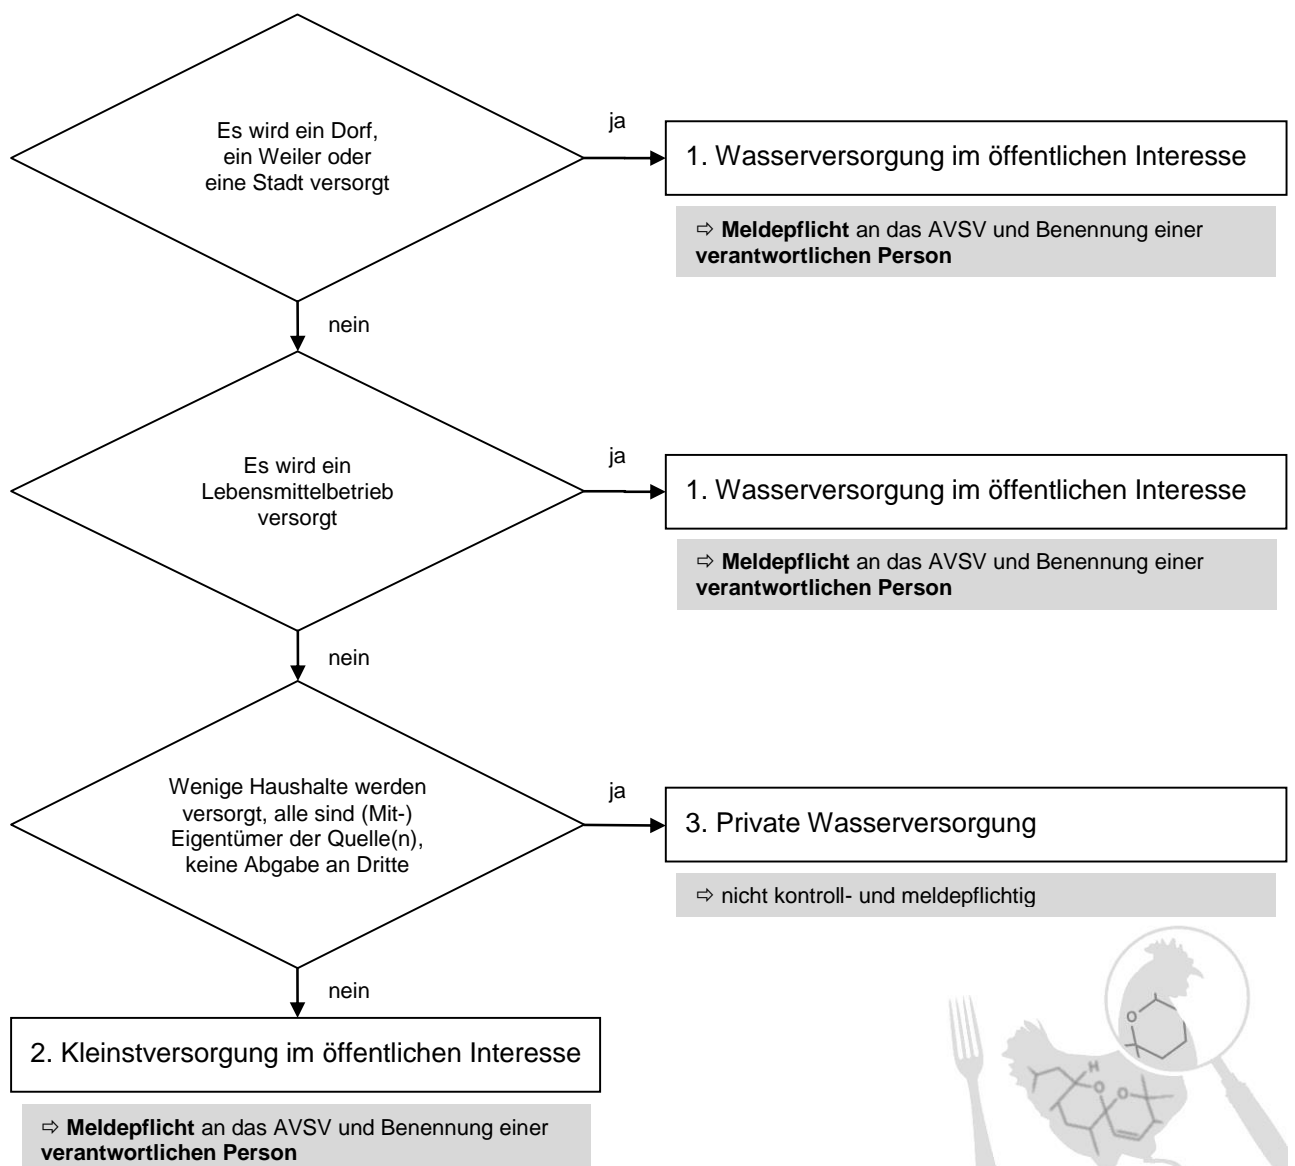 Es wird ein Dorf,
ein Weiler oder
eine Stadt versorgt
ja
1. Wasserversorgung im öffentlichen Interesse
⇨ Meldepflicht an das AVSV und Benennung einer
verantwortlichen Person
nein
Es wird ein
Lebensmittelbetrieb
versorgt
ja
1. Wasserversorgung im öffentlichen Interesse
⇨ Meldepflicht an das AVSV und Benennung einer
verantwortlichen Person
nein
Wenige Haushalte werden
versorgt, alle sind (Mit-)
Eigentümer der Quelle(n),
keine Abgabe an Dritte
ja
3. Private Wasserversorgung
⇨ nicht kontroll- und meldepflichtig
nein
2. Kleinstversorgung im öffentlichen Interesse
⇨ Meldepflicht an das AVSV und Benennung einer
verantwortlichen Person
O
H
O
O